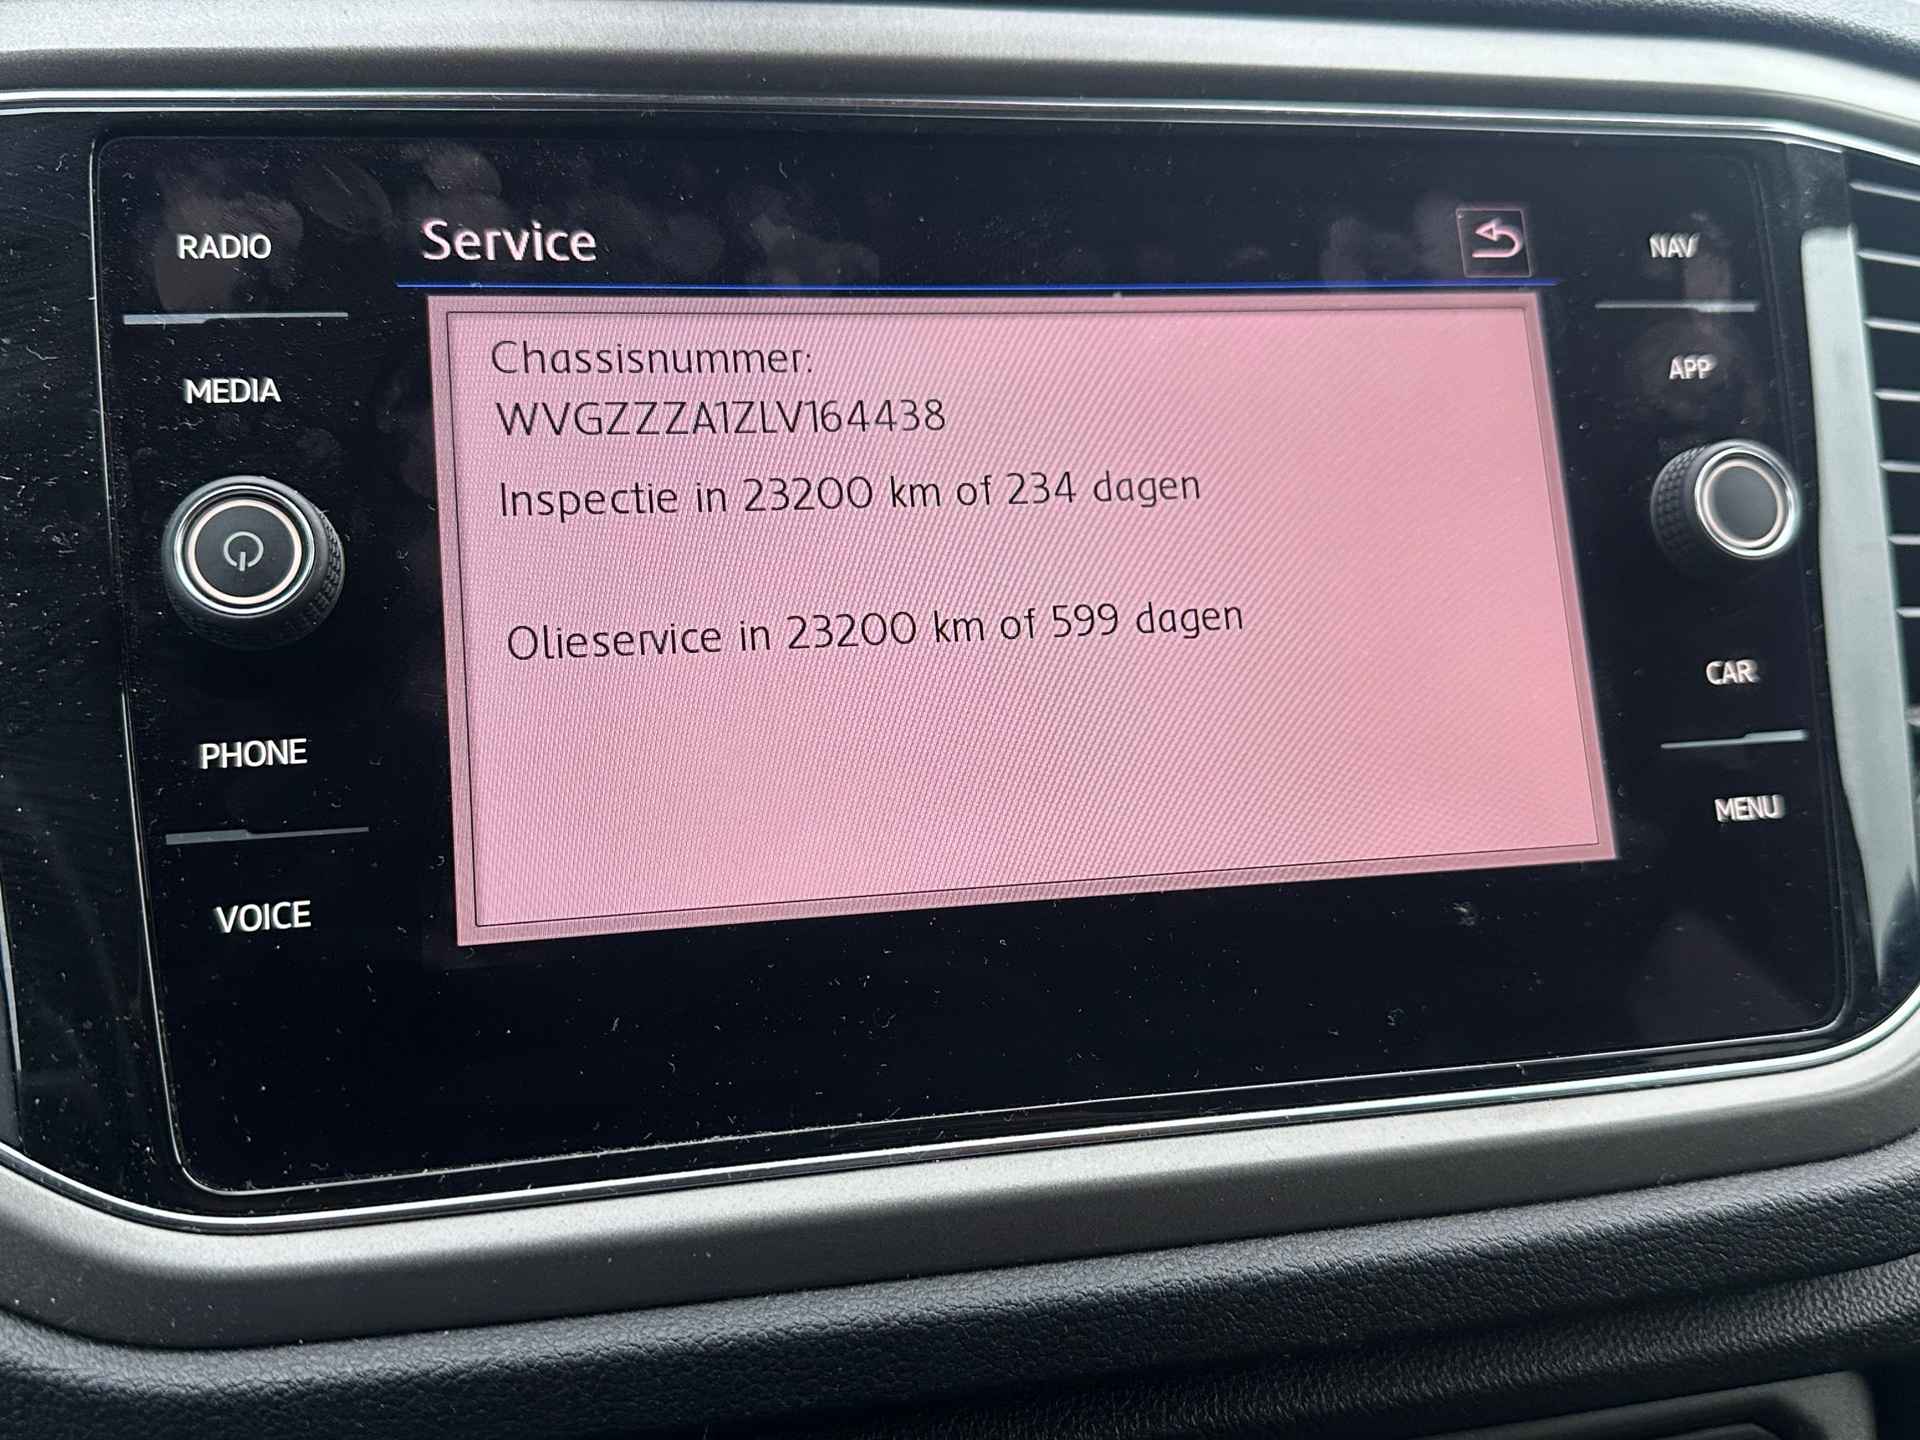 RADIO
MEDIA
PHONE
VOICE
Service
Chassisnummer:
WVGZZZA1ZLV164438
Inspectie in 23200 km of 234 dagen
Olieservice in 23200 km of 599 dagen
NAV
APP
CAR
MENU